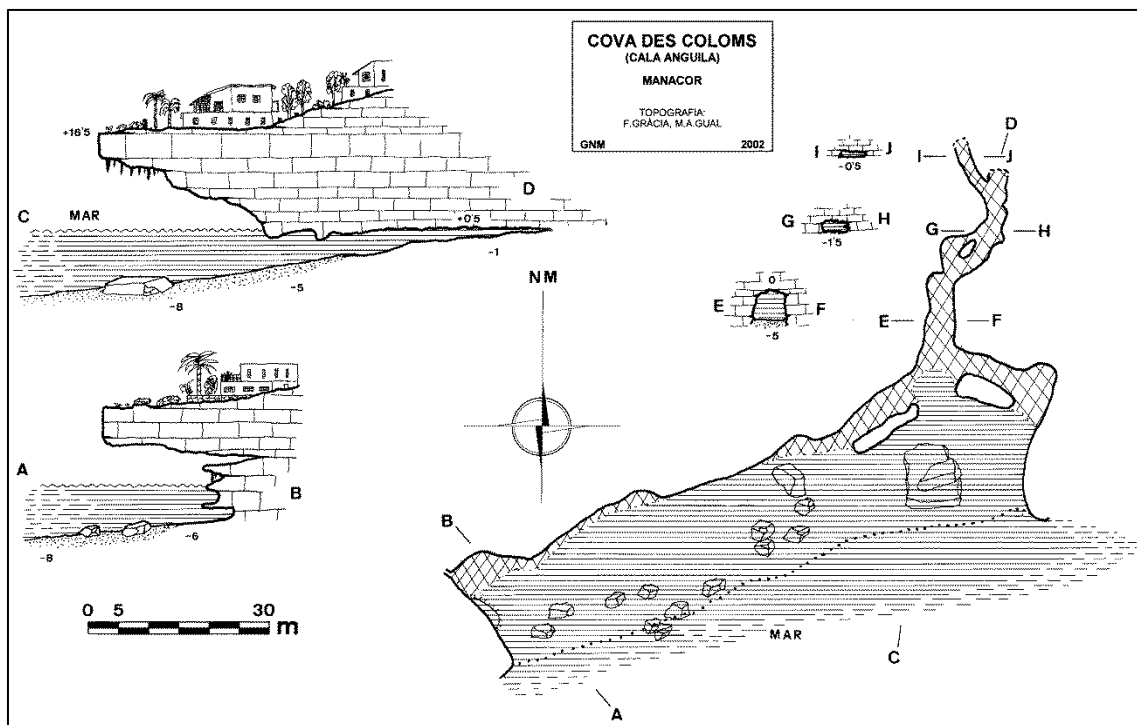 COVA DES COLOMS
(CALA ANGUILA)
MANACOR
TOPOGRAFIA:
F.GRÀCIA, M.A.GUAL
GNM 2002
+16'5
C MAR D
+0'5
-1
-5
-8
A B
-6
-8
0 5 30 m
NM
I J
-0'5
G H
-1'5
0
E F
-5
D
I J
G H
E F
B
MAR
C
A